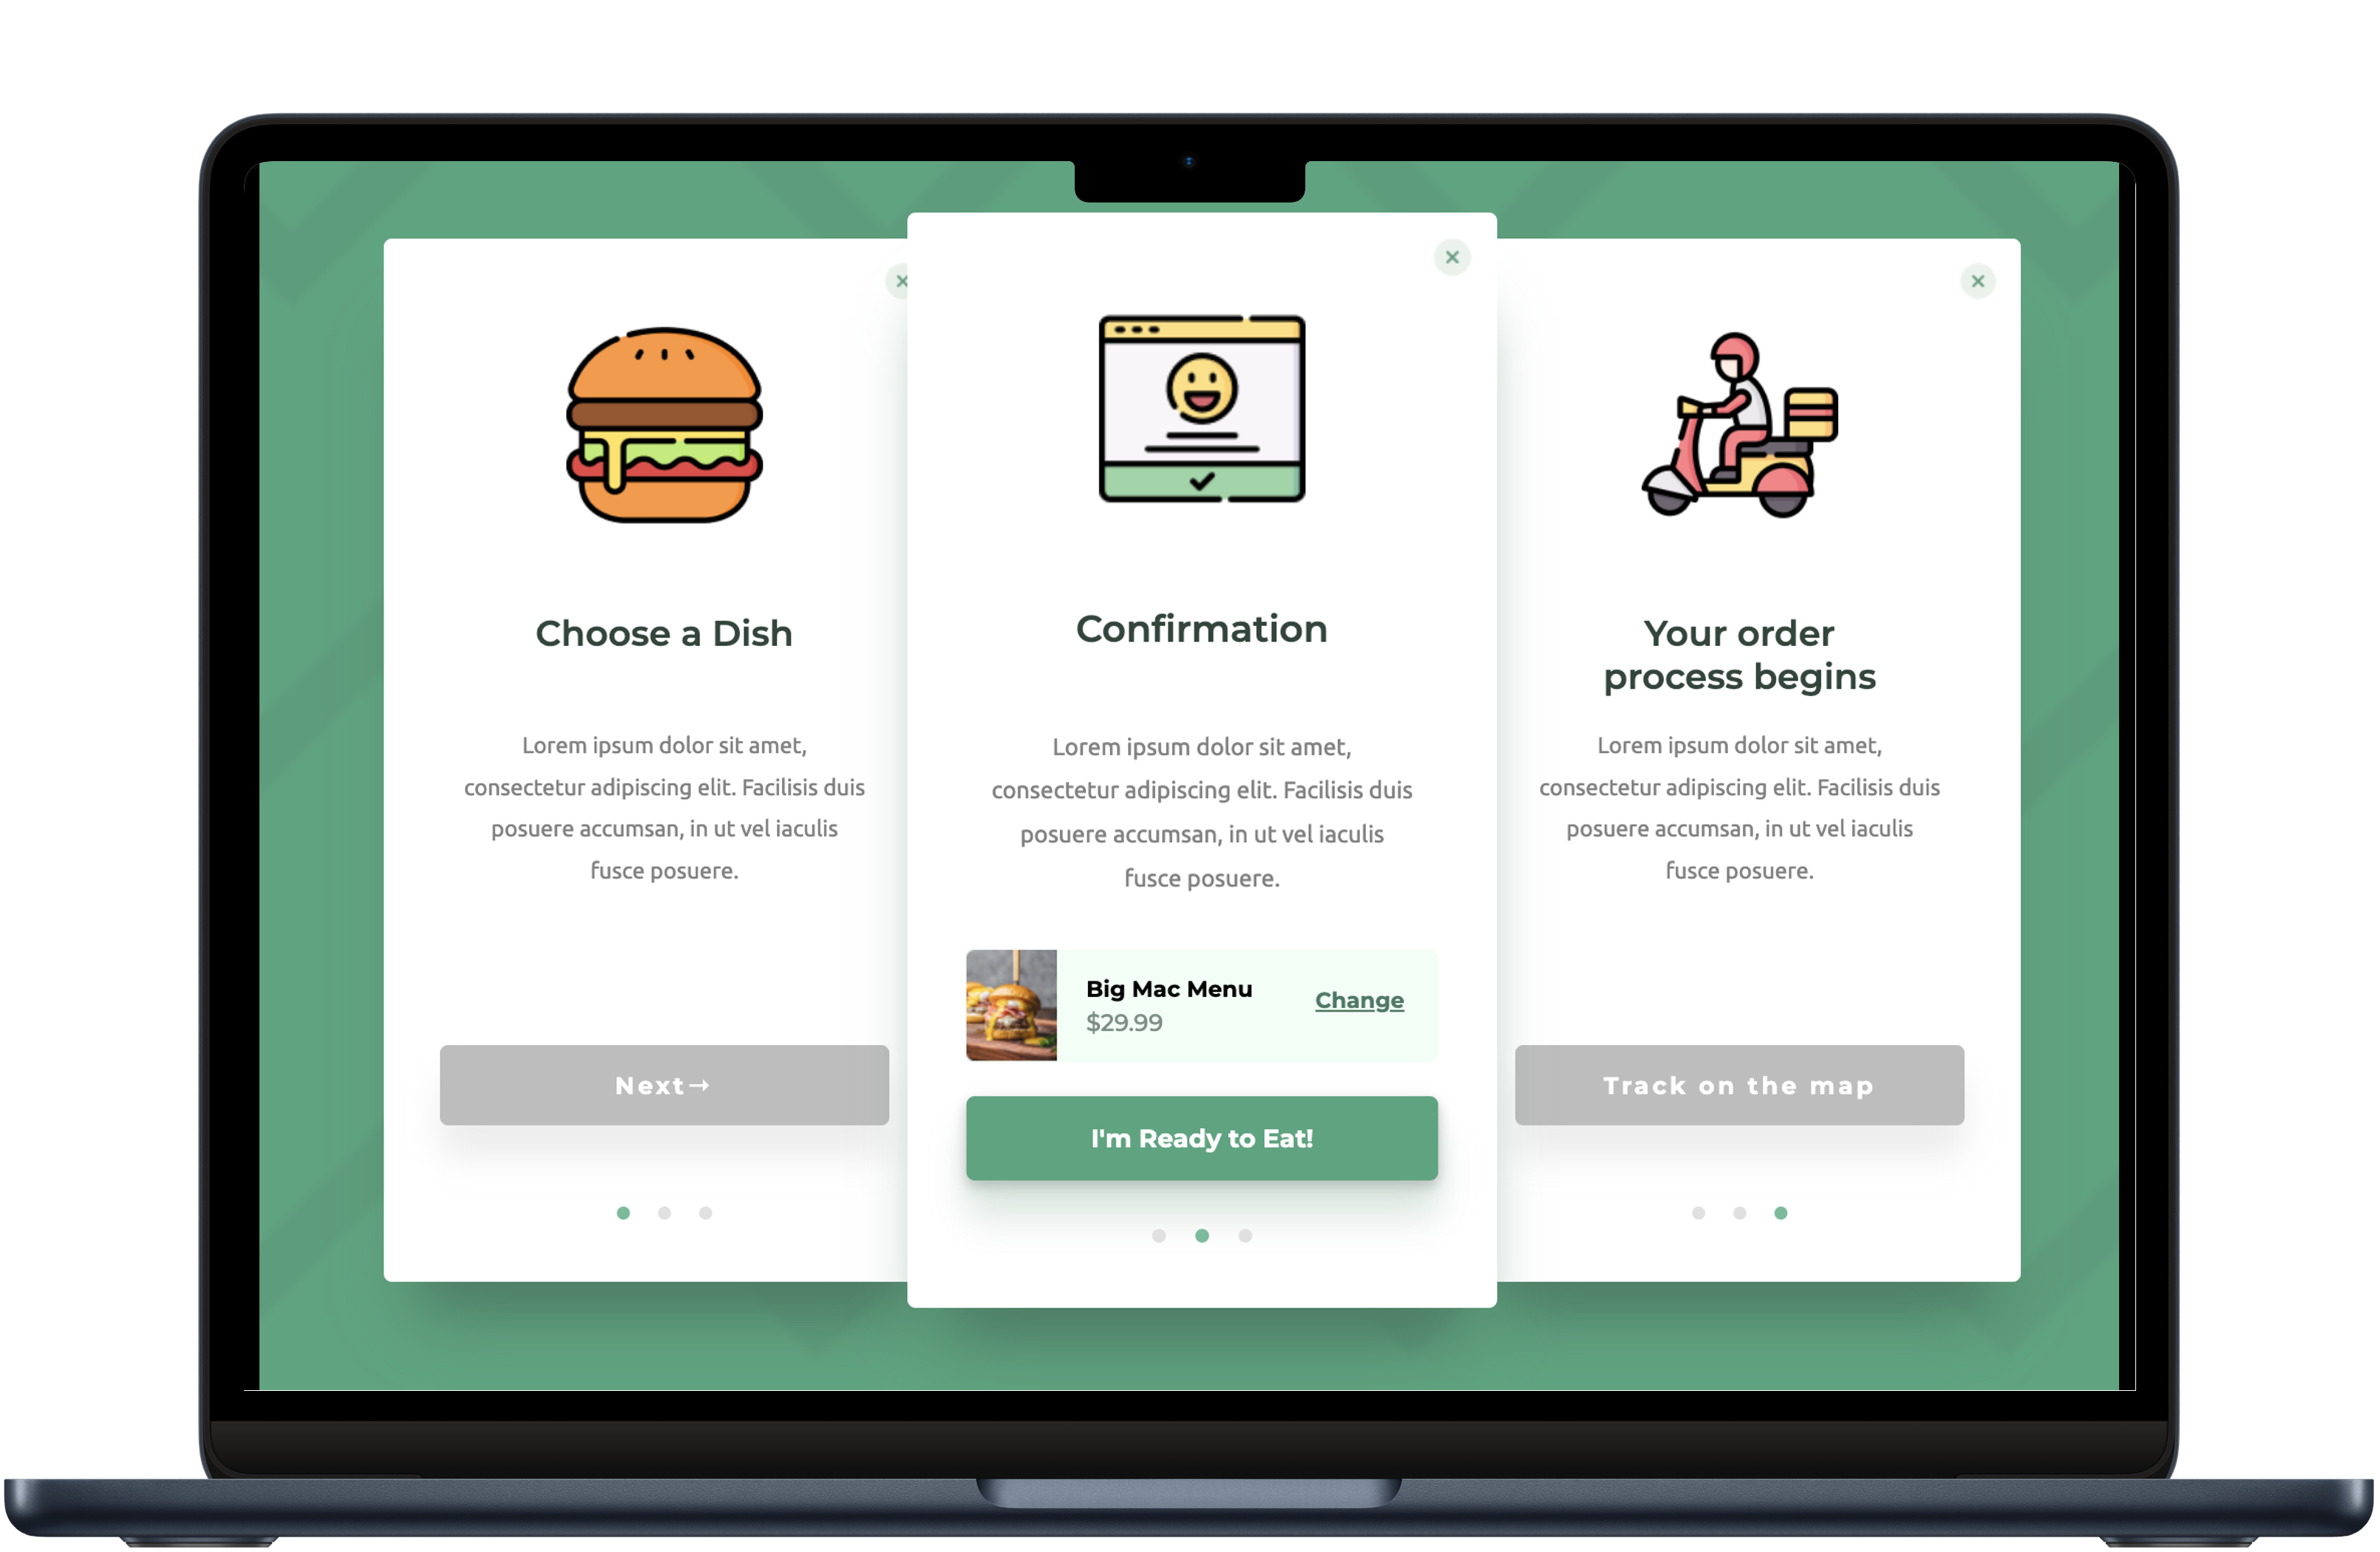 Choose a Dish
Lorem ipsum dolor sit amet,
consectetur adipiscing elit. Facilisis duis
posuere accumsan, in ut vel iaculis
fusce posuere.
Next→
Confirmation
Lorem ipsum dolor sit amet,
consectetur adipiscing elit. Facilisis duis
posuere accumsan, in ut vel iaculis
fusce posuere.
Big Mac Menu
$29.99
Change
I'm Ready to Eat!
Your order
process begins
Lorem ipsum dolor sit amet,
consectetur adipiscing elit. Facilisis duis
posuere accumsan, in ut vel iaculis
fusce posuere.
Track on the map